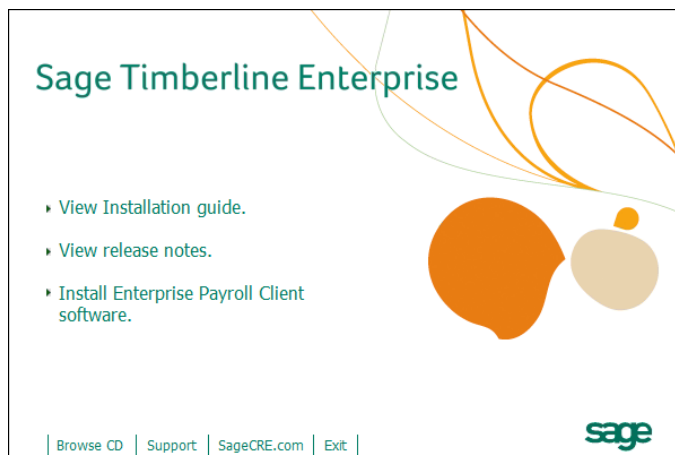 Sage Timberline Enterprise
View Installation guide.
View release notes.
Install Enterprise Payroll Client
software.
sage
Browse CD | Support | SageCRE.com | Exit